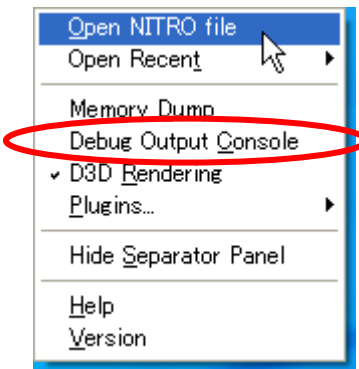 Open NITRO file
Open Recent
Memory Dump
Debug Output Console
D3D Rendering
Plugins...
Hide Separator Panel
Help
Version